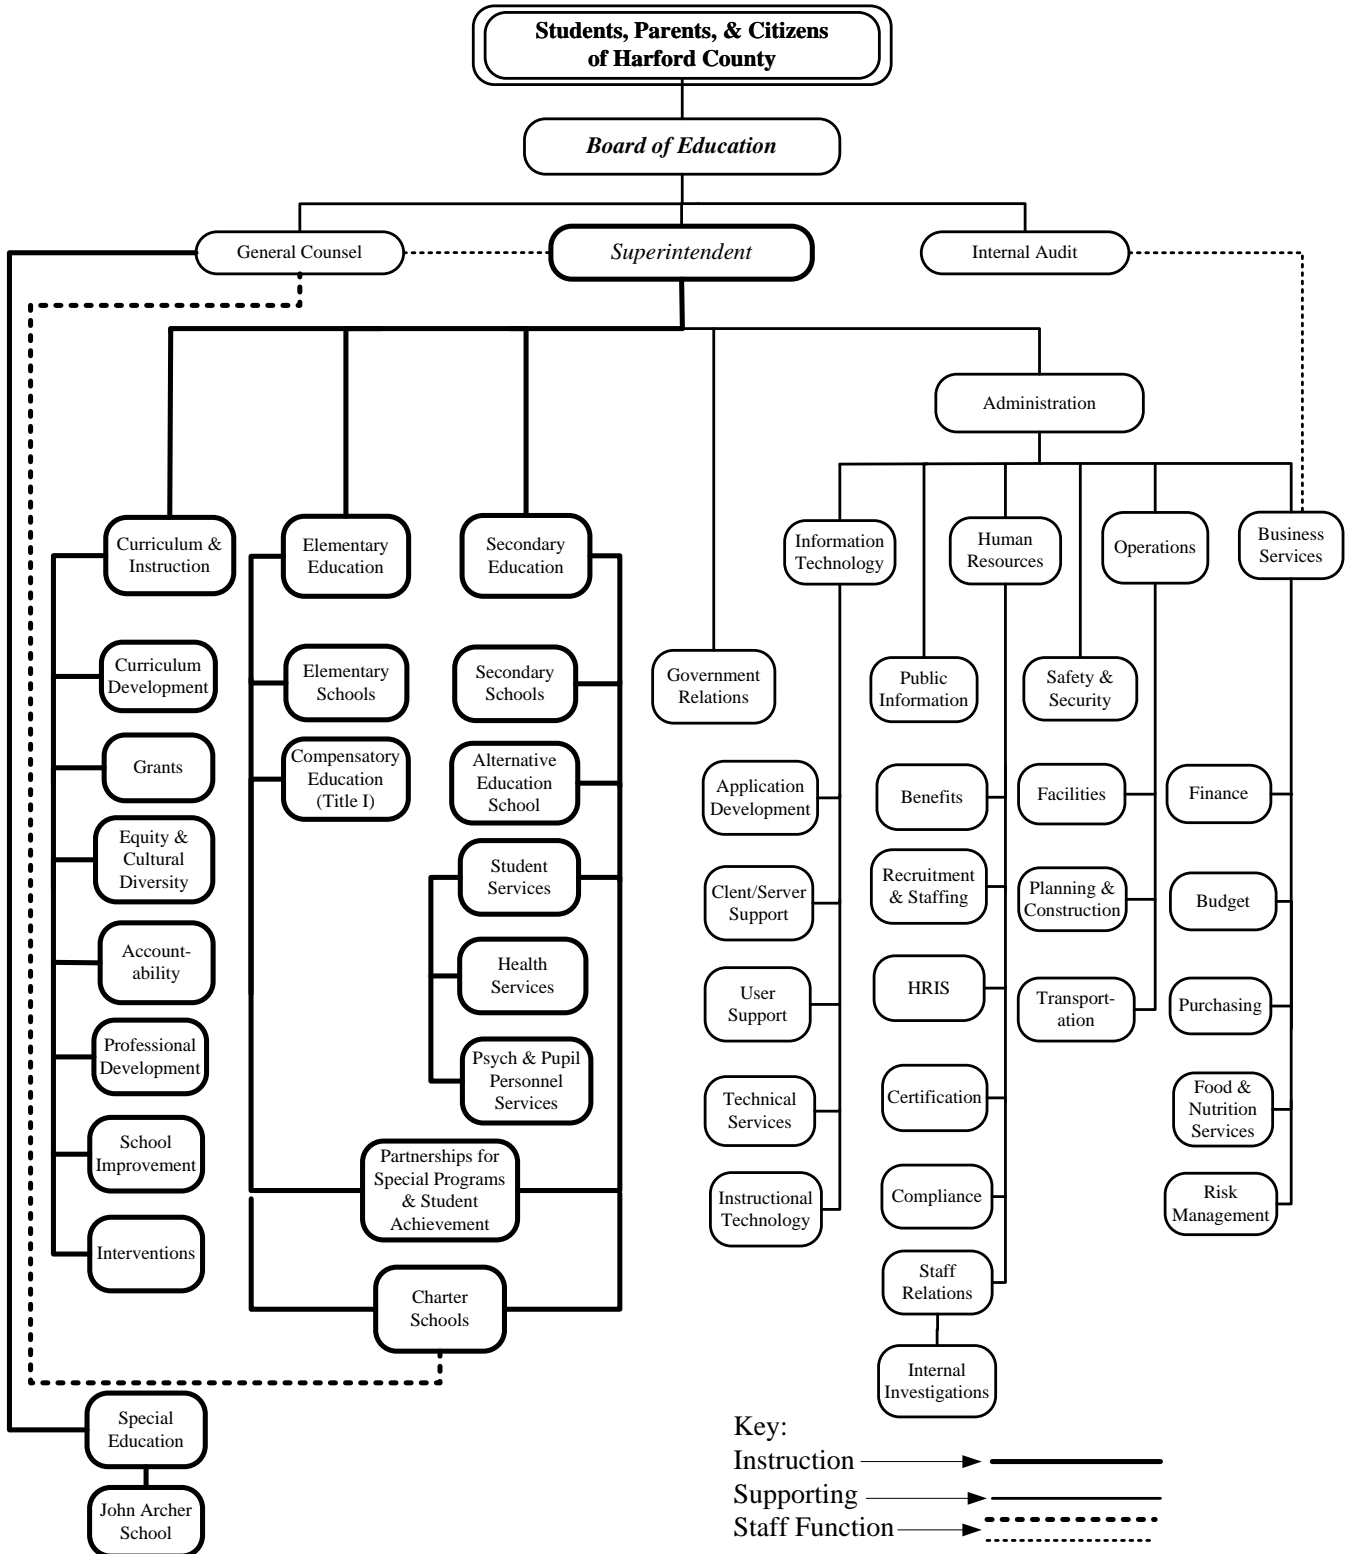 Students, Parents, & Citizens
of Harford County
Board of Education
General Counsel
Superintendent
Internal Audit
Administration
Curriculum &
Instruction
Elementary
Education
Secondary
Education
Information
Technology
Human
Resources
Operations
Business
Services
Curriculum
Development
Elementary
Schools
Secondary
Schools
Government
Relations
Public
Information
Safety &
Security
Grants
Compensatory
Education
(Title I)
Alternative
Education
School
Application
Development
Benefits
Facilities
Finance
Equity &
Cultural
Diversity
Student
Services
Clent/Server
Support
Recruitment
& Staffing
Planning &
Construction
Budget
Account-
ability
Health
Services
User
Support
HRIS
Transport-
ation
Purchasing
Professional
Development
Psych & Pupil
Personnel
Services
Technical
Services
Certification
Food &
Nutrition
Services
School
Improvement
Partnerships for
Special Programs
& Student
Achievement
Instructional
Technology
Compliance
Risk
Management
Interventions
Charter
Schools
Staff
Relations
Internal
Investigations
Special
Education
John Archer
School
Key:
Instruction
Supporting
Staff Function